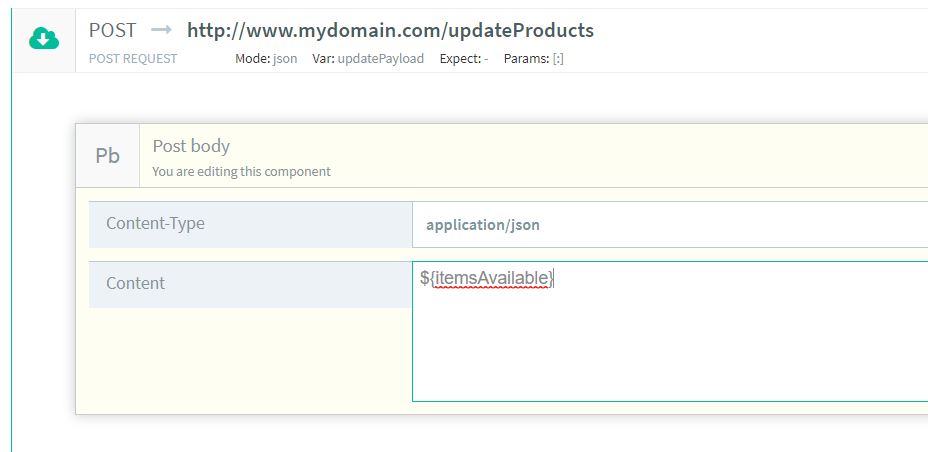 POST → http://www.mydomain.com/updateProducts
POST REQUEST Mode: json Var: updatePayload Expect: - Params: [:]
Pb
Post body
You are editing this component
Content-Type application/json
Content ${itemsAvailable}